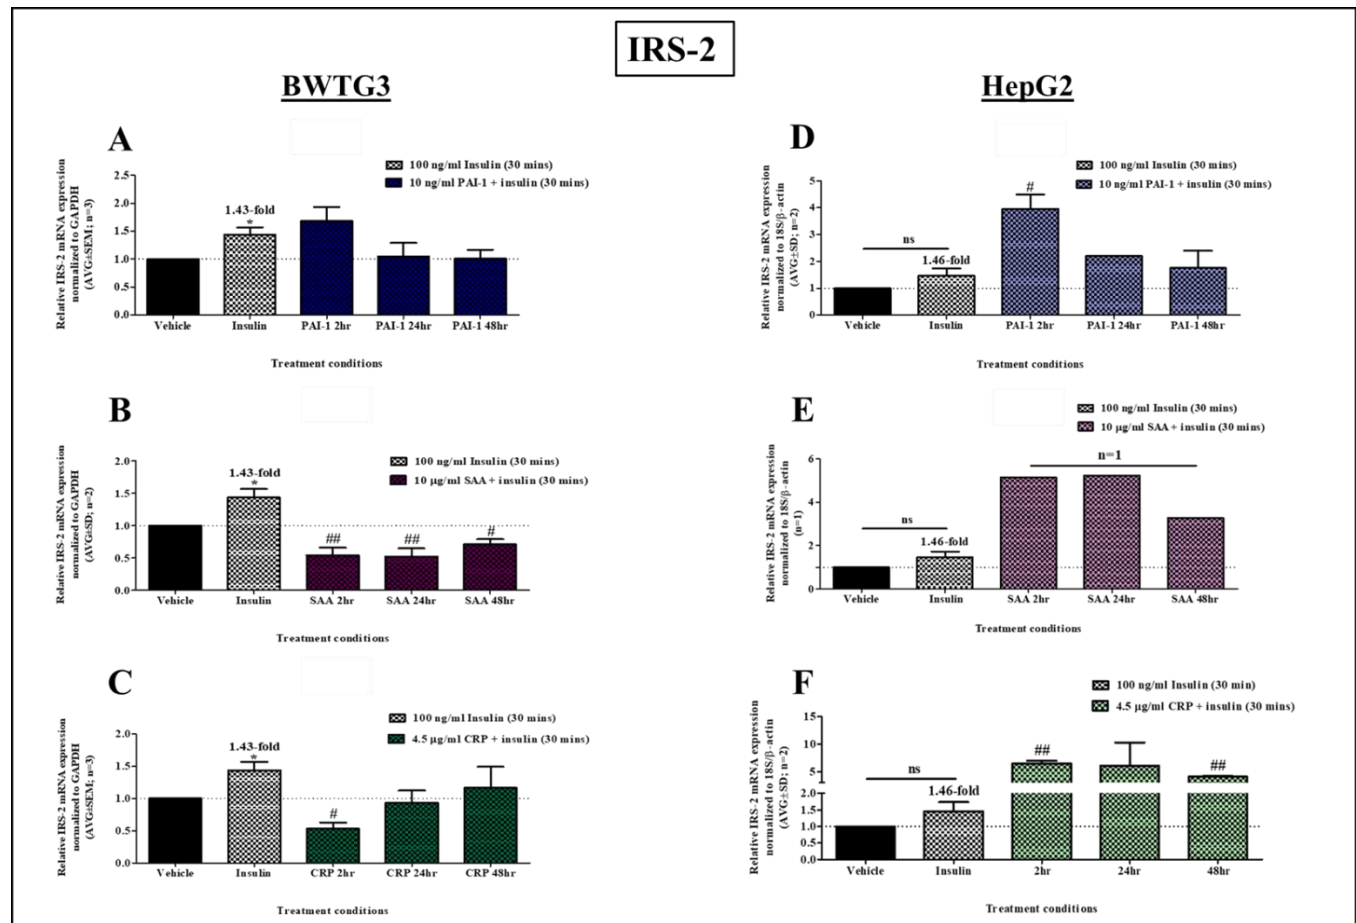 IRS-2
BWTG3
HepG2
A
100 ng/ml Insulin (30 mins)
10 ng/ml PAI-1 + insulin (30 mins)
Relative IRS-2 mRNA expression
normalized to GAPDH
(AVG±SEM; n=3)
2.5
2.0
1.5
1.0
0.5
0.0
1.43-fold
*
Vehicle
Insulin
PAI-1 2hr
PAI-1 24hr
PAI-1 48hr
Treatment conditions
D
100 ng/ml Insulin (30 mins)
10 ng/ml PAI-1 + insulin (30 mins)
Relative IRS-2 mRNA expression
normalized to 18S/β-actin
(AVG±SD; n=2)
5
4
3
2
1
0
ns
1.46-fold
#
Vehicle
Insulin
PAI-1 2hr
PAI-1 24hr
PAI-1 48hr
Treatment conditions
B
100 ng/ml Insulin (30 mins)
10 µg/ml SAA + insulin (30 mins)
Relative IRS-2 mRNA expression
normalized to GAPDH
(AVG±SD; n=2)
2.0
1.5
1.0
0.5
0.0
1.43-fold
*
##
##
#
Vehicle
Insulin
SAA 2hr
SAA 24hr
SAA 48hr
Treatment conditions
E
100 ng/ml Insulin (30 mins)
10 µg/ml SAA + insulin (30 mins)
Relative IRS-2 mRNA expression
normalized to 18S/β-actin
(n=1)
6
4
2
0
ns
1.46-fold
n=1
Vehicle
Insulin
SAA 2hr
SAA 24hr
SAA 48hr
Treatment conditions
C
100 ng/ml Insulin (30 mins)
4.5 µg/ml CRP + insulin (30 mins)
Relative IRS-2 mRNA expression
normalized to GAPDH
(AVG±SEM; n=3)
2.0
1.5
1.0
0.5
0.0
1.43-fold
*
#
Vehicle
Insulin
CRP 2hr
CRP 24hr
CRP 48hr
Treatment conditions
F
100 ng/ml Insulin (30 min)
4.5 µg/ml CRP + insulin (30 mins)
Relative IRS-2 mRNA expression
normalized to 18S/β-actin
(AVG±SD; n=2)
15
10
5
2.0
1.5
1.0
0.5
0.0
ns
1.46-fold
##
##
Vehicle
Insulin
2hr
24hr
48hr
Treatment conditions